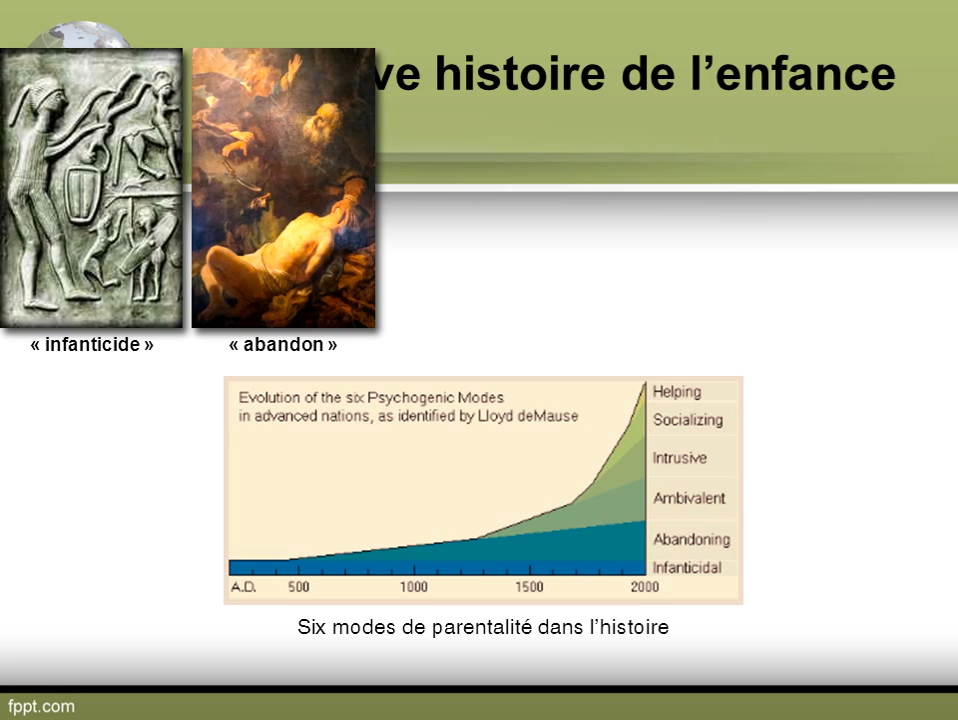 ve histoire de l’enfance
« infanticide »
« abandon »
Evolution of the six Psychogenic Modes
in advanced nations, as identified by Lloyd deMause
Helping
Socializing
Intrusive
Ambivalent
Abandoning
Infanticidal
A.D. 500 1000 1500 2000
Six modes de parentalité dans l’histoire
fppt.com